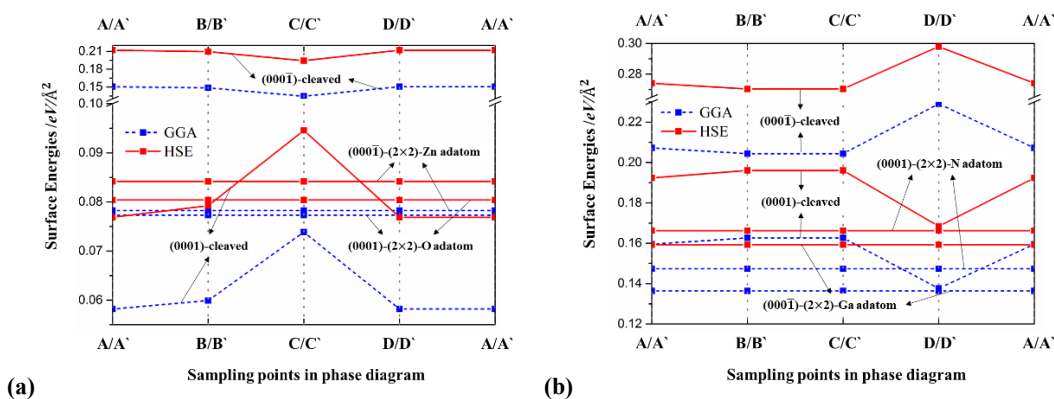 A/A` B/B` C/C` D/D` A/A`
0.21
0.18
0.15
0.10
0.09
0.08
0.07
0.06
Surface Energies /eV/Å²
(0001̄)-cleaved
GGA
HSE
(0001̄)-(2×2)-Zn adatom
(0001)-cleaved
(0001)-(2×2)-O adatom
A/A` B/B` C/C` D/D` A/A`
Sampling points in phase diagram
(a)
A/A` B/B` C/C` D/D` A/A`
0.30
0.28
0.22
0.20
0.18
0.16
0.14
0.12
Surface Energies /eV/Å²
GGA
HSE
(0001̄)-cleaved
(0001)-(2×2)-N adatom
(0001)-cleaved
(0001̄)-(2×2)-Ga adatom
A/A` B/B` C/C` D/D` A/A`
Sampling points in phase diagram
(b)